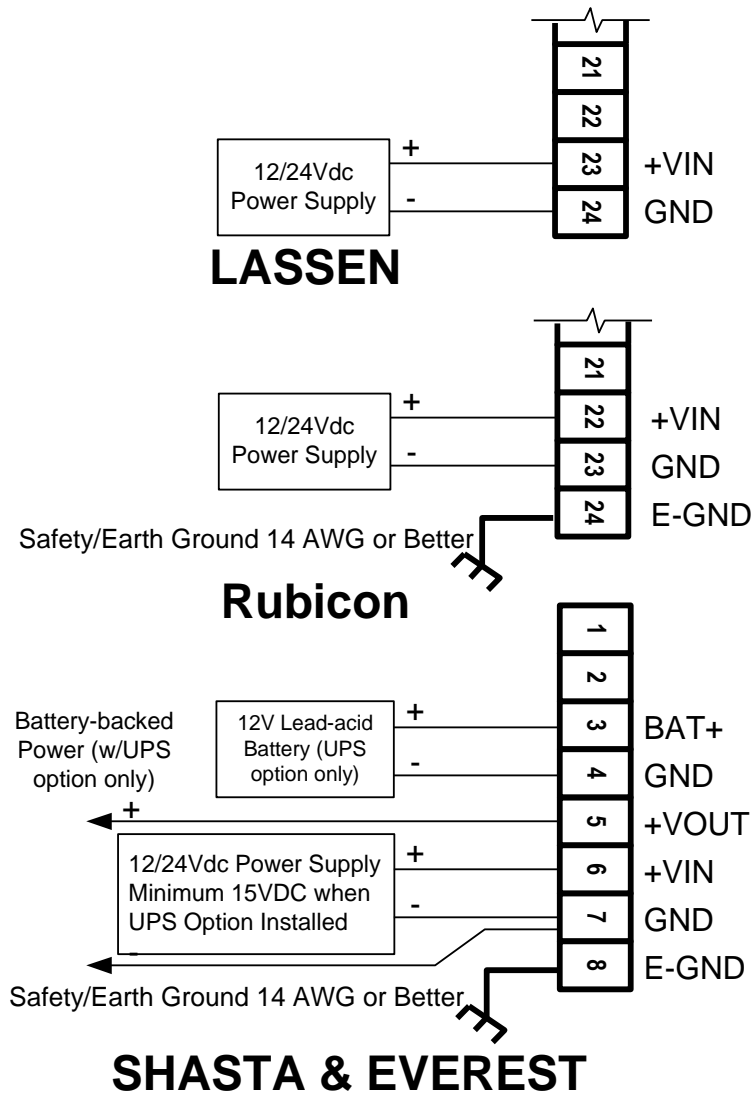 21
22
23
24
+VIN
GND
12/24Vdc
Power Supply
+
-
LASSEN
21
22
23
24
+VIN
GND
E-GND
12/24Vdc
Power Supply
+
-
Safety/Earth Ground 14 AWG or Better
Rubicon
1
2
3
4
5
6
7
8
BAT+
GND
+VOUT
+VIN
GND
E-GND
Battery-backed
Power (w/UPS
option only)
12V Lead-acid
Battery (UPS
option only)
+
-
+
12/24Vdc Power Supply
Minimum 15VDC when
UPS Option Installed
+
-
-
Safety/Earth Ground 14 AWG or Better
SHASTA & EVEREST